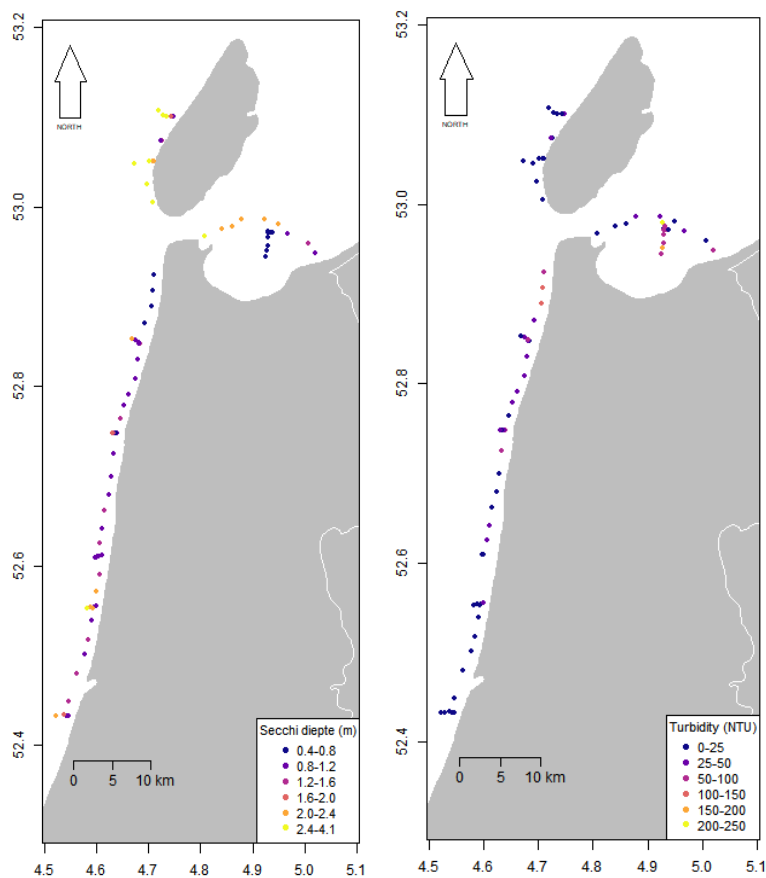 53.2
53.0
52.8
52.6
52.4
NORTH
Secchi diepte (m)
0.4-0.8
0.8-1.2
1.2-1.6
1.6-2.0
2.0-2.4
2.4-4.1
0 5 10 km
4.5 4.6 4.7 4.8 4.9 5.0 5.1
53.2
53.0
52.8
52.6
52.4
NORTH
Turbidity (NTU)
0-25
25-50
50-100
100-150
150-200
200-250
0 5 10 km
4.5 4.6 4.7 4.8 4.9 5.0 5.1